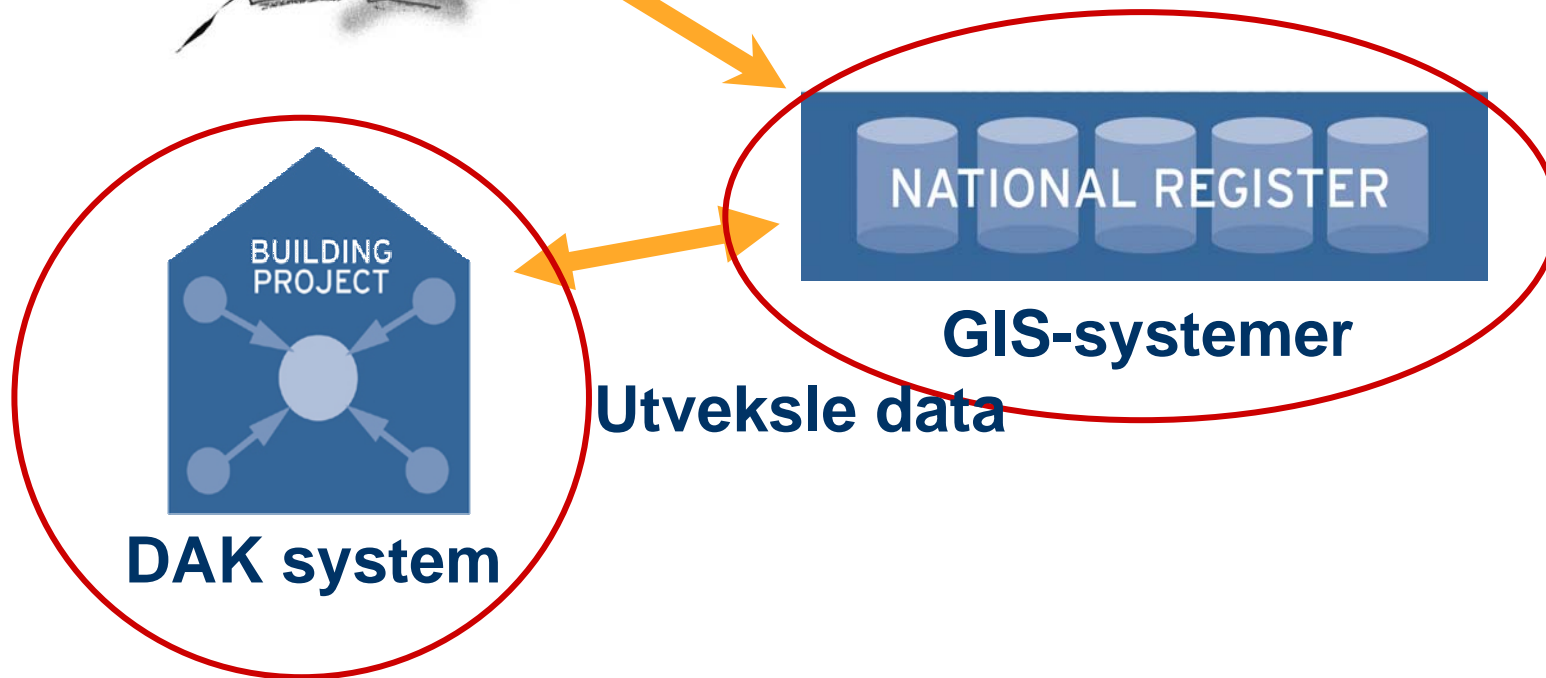 NATIONAL REGISTER
BUILDING
PROJECT
GIS-systemer
Utveksle data
DAK system